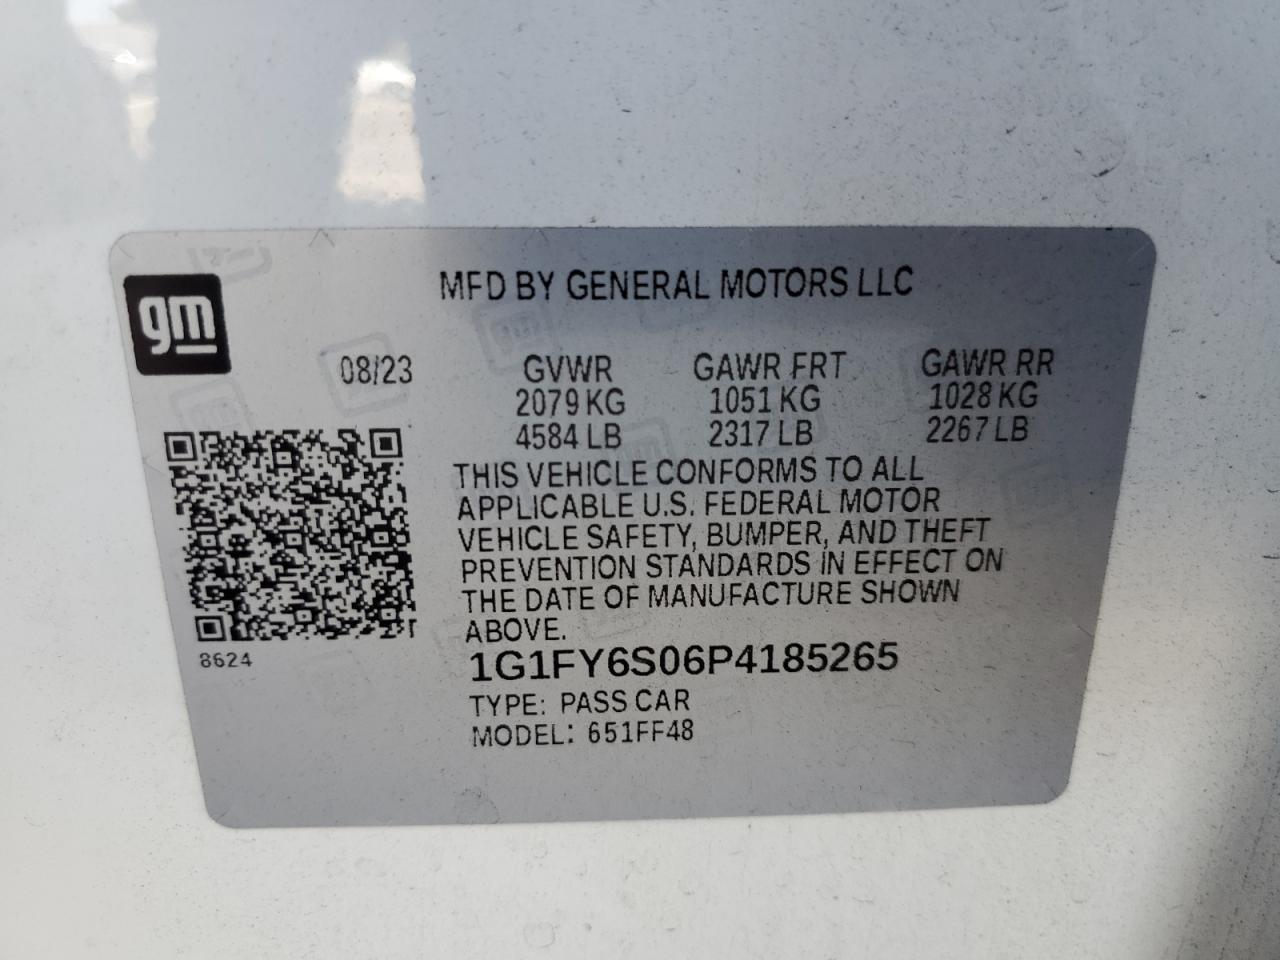 gm
MFD BY GENERAL MOTORS LLC
08/23
GVWR GAWR FRT GAWR RR
2079 KG 1051 KG 1028 KG
4584 LB 2317 LB 2267 LB
THIS VEHICLE CONFORMS TO ALL
APPLICABLE U.S. FEDERAL MOTOR
VEHICLE SAFETY, BUMPER, AND THEFT
PREVENTION STANDARDS IN EFFECT ON
THE DATE OF MANUFACTURE SHOWN
ABOVE.
8624
1G1FY6S06P4185265
TYPE: PASS CAR
MODEL: 651FF48